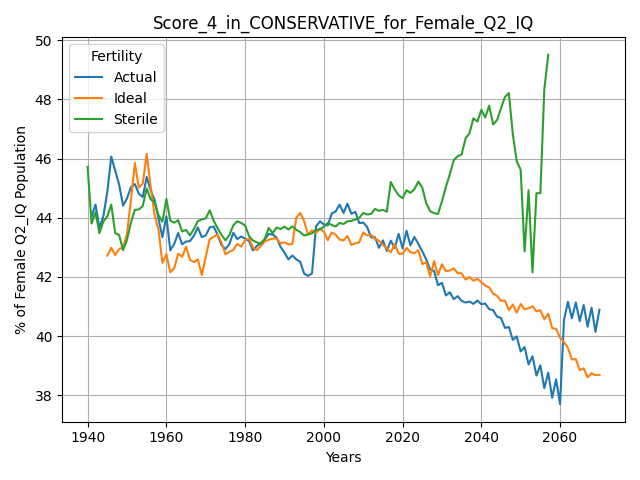 Score_4_in_CONSERVATIVE_for_Female_Q2_IQ
% of Female Q2_IQ Population
50
48
46
44
42
40
38
Fertility
Actual
Ideal
Sterile
1940 1960 1980 2000 2020 2040 2060
Years